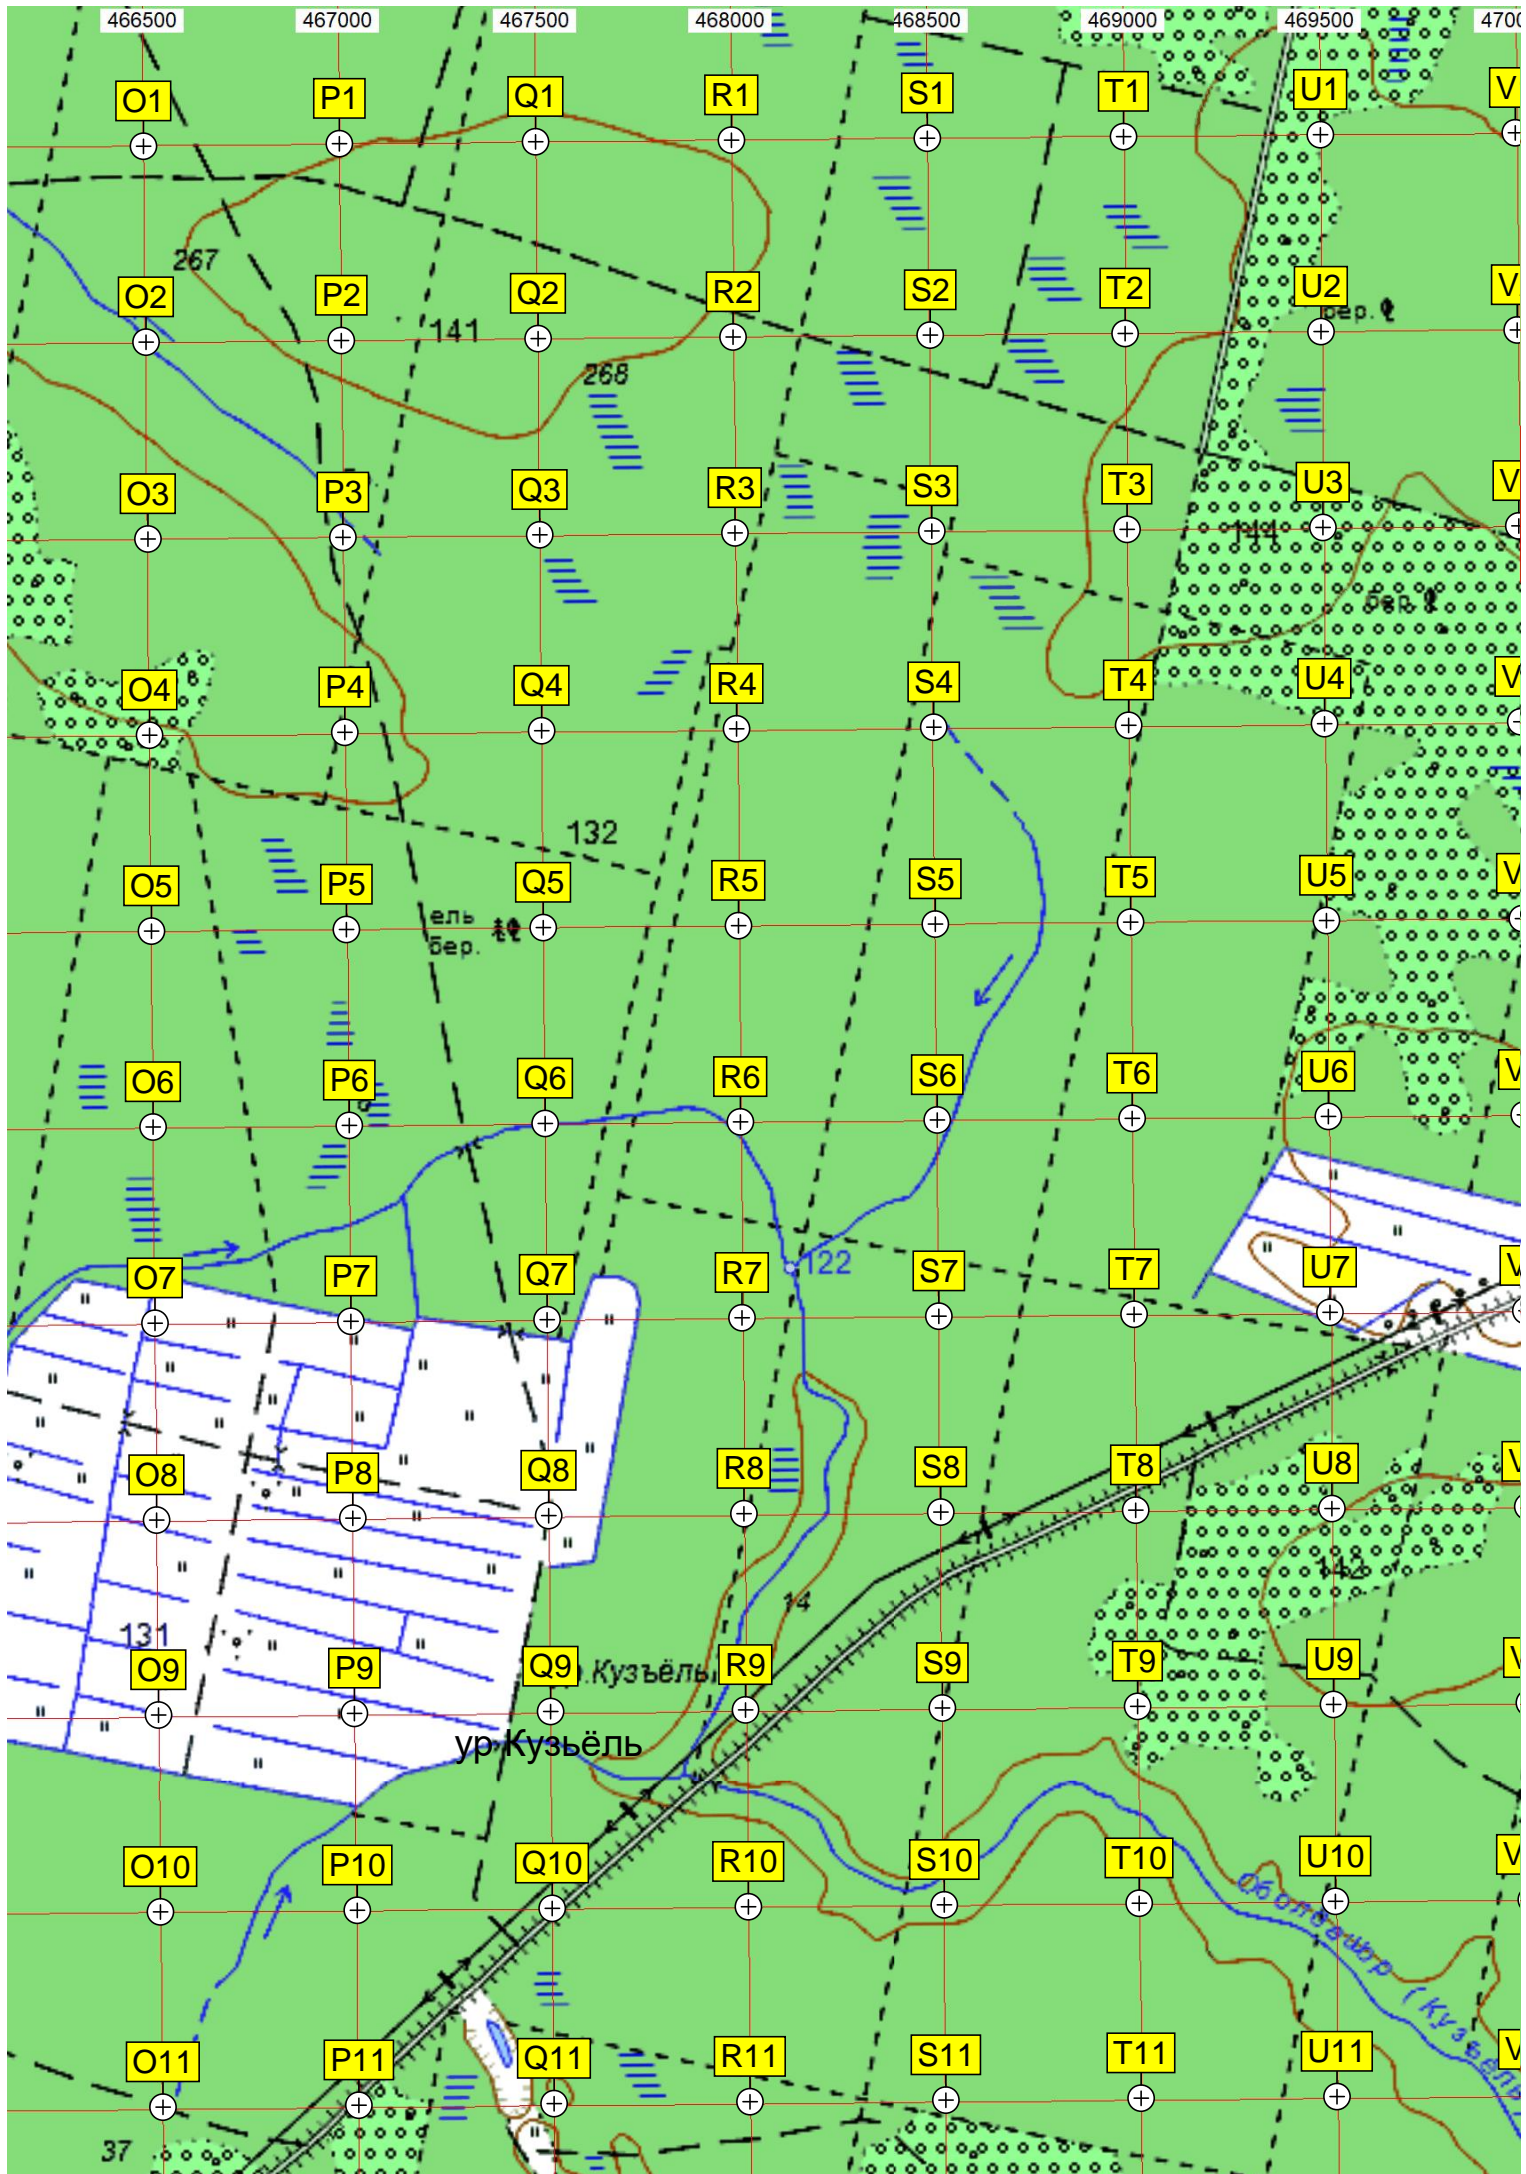 466500 467000 467500 468000 468500 469000 469500
O1 P1 Q1 R1 S1 T1 U1
267
O2 P2 Q2 R2 S2 T2 U2
бер.
141
268
O3 P3 Q3 R3 S3 T3 U3
144
бер.
O4 P4 Q4 R4 S4 T4 U4
132
O5 P5 Q5 R5 S5 T5 U5
ель
бер.
O6 P6 Q6 R6 S6 T6 U6
122
O7 P7 Q7 R7 S7 T7 U7
O8 P8 Q8 R8 S8 T8 U8
142
14
131
O9 P9 Q9 R9 S9 T9 U9
р.Кузъёль
ур Кузьёль
O10 P10 Q10 R10 S10 T10 U10
(Кузъёль
O11 P11 Q11 R11 S11 T11 U11
37